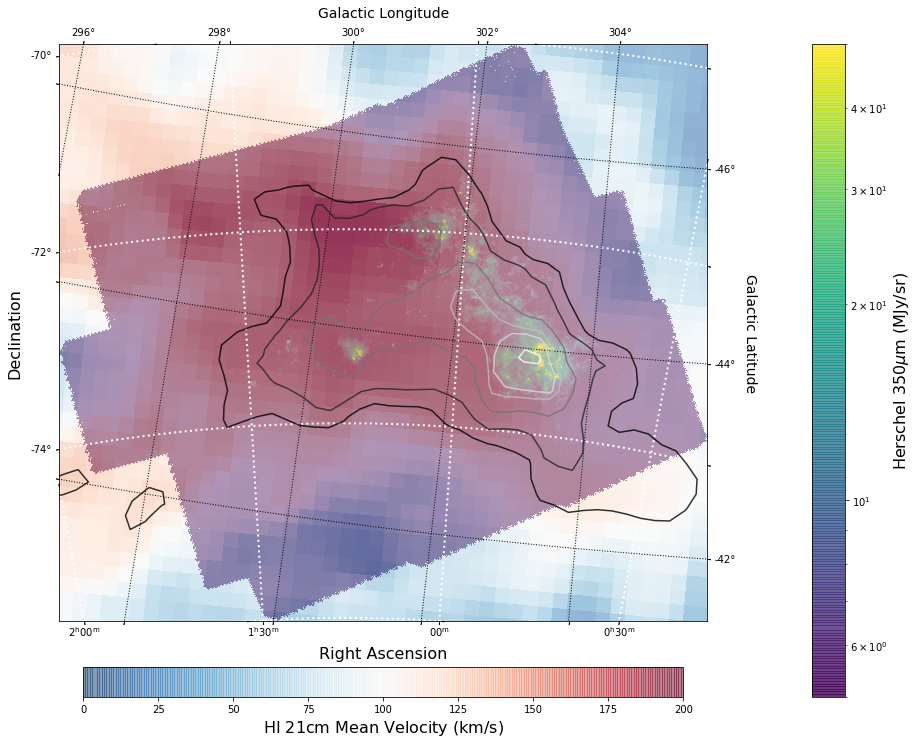 Galactic Longitude
296° 298° 300° 302° 304°
-70°
-72°
-74°
Declination
-46°
-44°
-42°
Galactic Latitude
2ʰ00ᵐ 1ʰ30ᵐ 00ᵐ 0ʰ30ᵐ
Right Ascension
0 25 50 75 100 125 150 175 200
HI 21cm Mean Velocity (km/s)
4 × 10¹
3 × 10¹
2 × 10¹
10¹
6 × 10⁰
Herschel 350μm (MJy/sr)